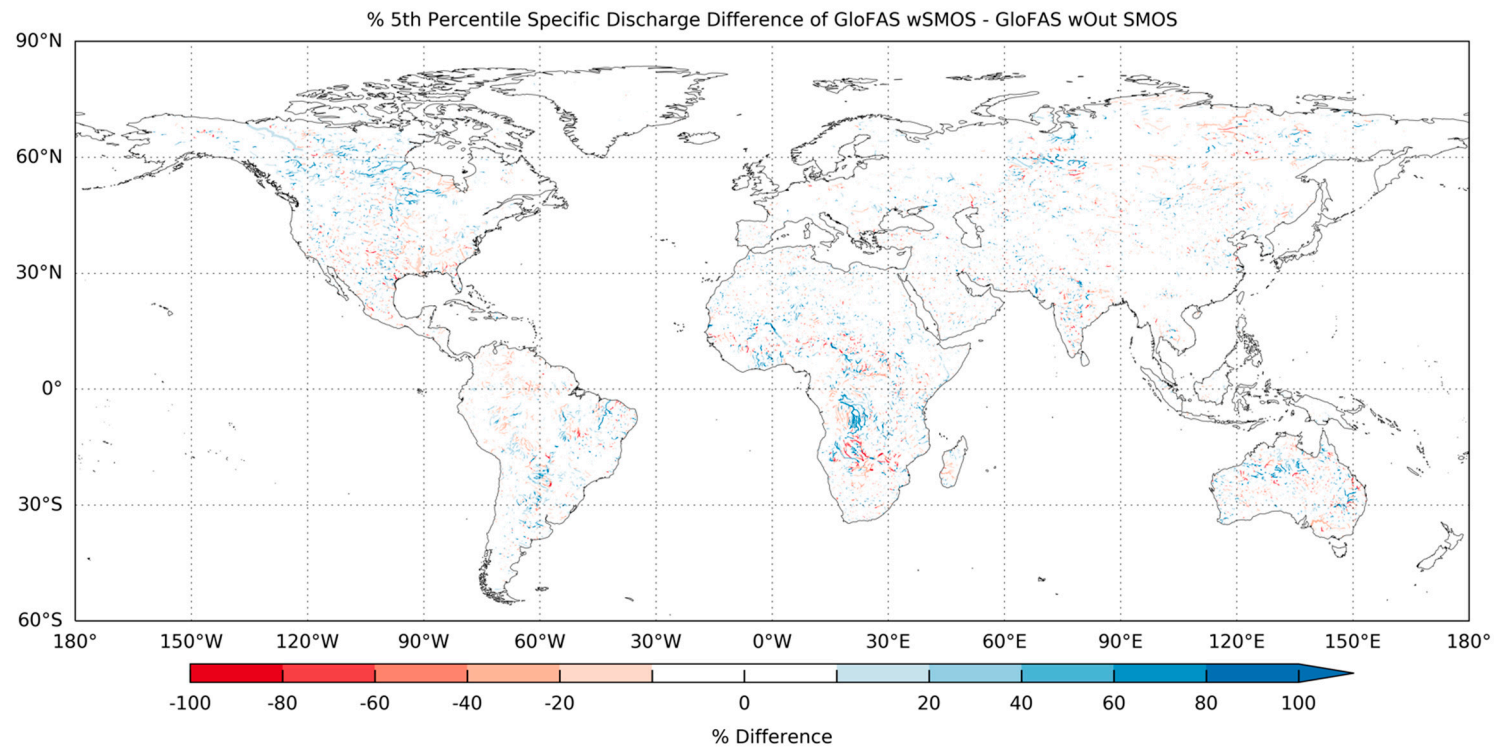 % 5th Percentile Specific Discharge Difference of GloFAS wSMOS - GloFAS wOut SMOS
90°N
60°N
30°N
0°
30°S
60°S
180° 150°W 120°W 90°W 60°W 30°W 0°W 30°E 60°E 90°E 120°E 150°E 180°
-100 -80 -60 -40 -20 0 20 40 60 80 100
% Difference